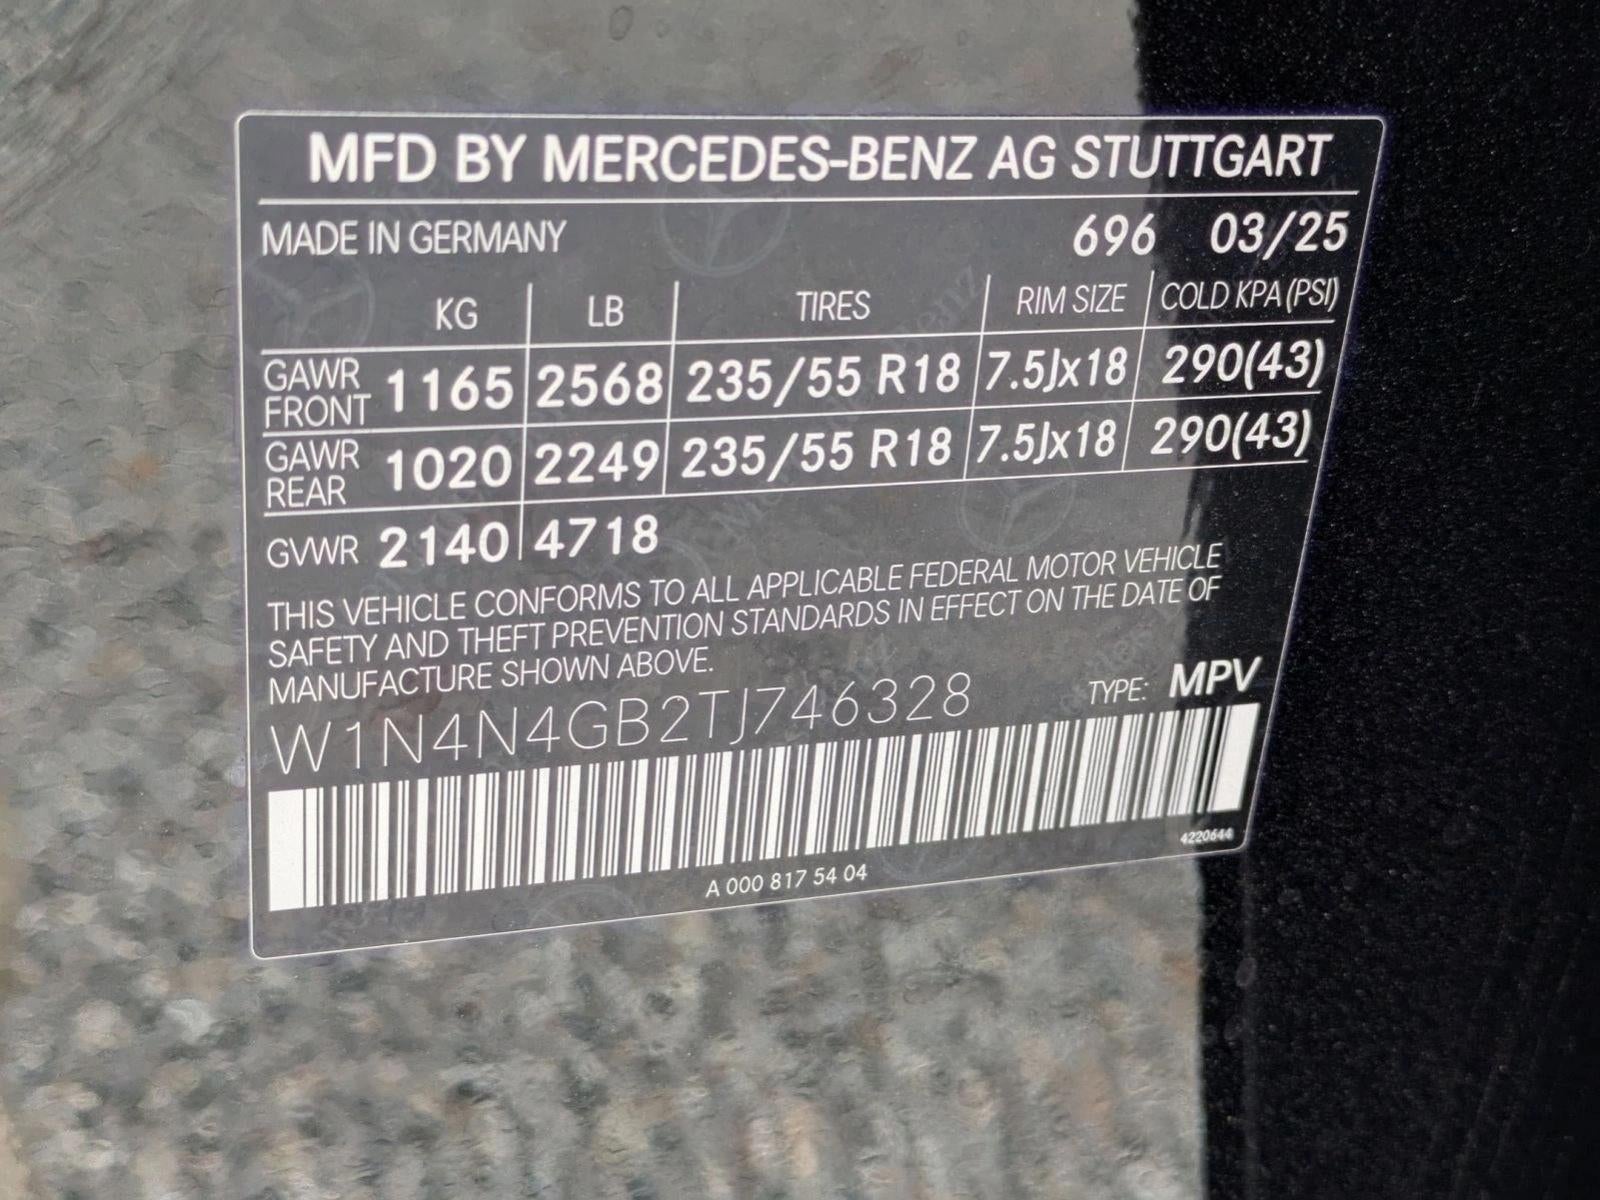 MFD BY MERCEDES-BENZ AG STUTTGART
MADE IN GERMANY 696 03/25
KG LB TIRES RIM SIZE COLD KPA (PSI)
GAWR FRONT 1165 2568 235/55 R18 7.5Jx18 290(43)
GAWR REAR 1020 2249 235/55 R18 7.5Jx18 290(43)
GVWR 2140 4718
THIS VEHICLE CONFORMS TO ALL APPLICABLE FEDERAL MOTOR VEHICLE
SAFETY AND THEFT PREVENTION STANDARDS IN EFFECT ON THE DATE OF
MANUFACTURE SHOWN ABOVE.
W1N4N4GB2TJ746328 TYPE: MPV
4220644
A 000 817 54 04